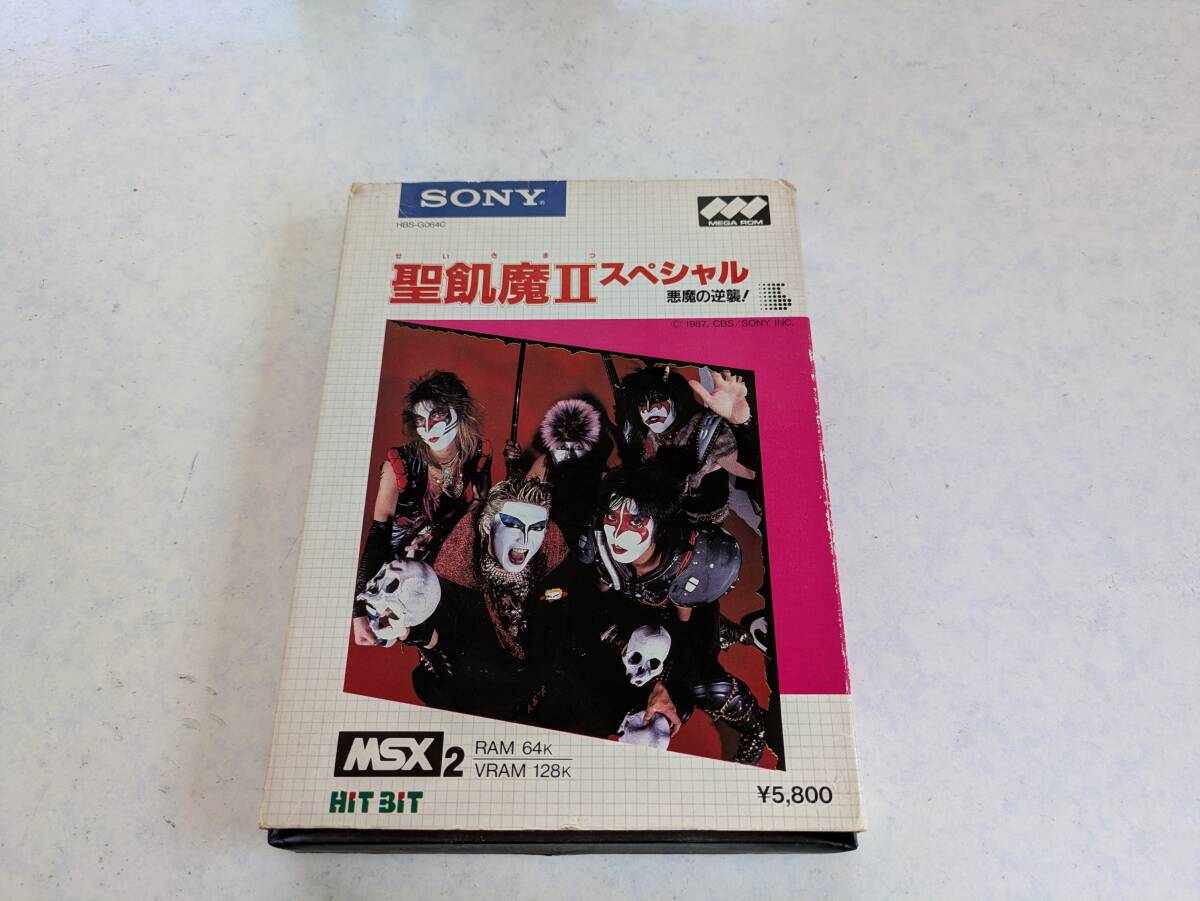 SONY®
HBS-G064C
MEGA ROM
せいきまつ
聖飢魔II スペシャル
悪魔の逆襲!
© 1987, CBS/SONY INC.
MSX2
RAM 64K
VRAM 128K
HiT BiT
¥5,800